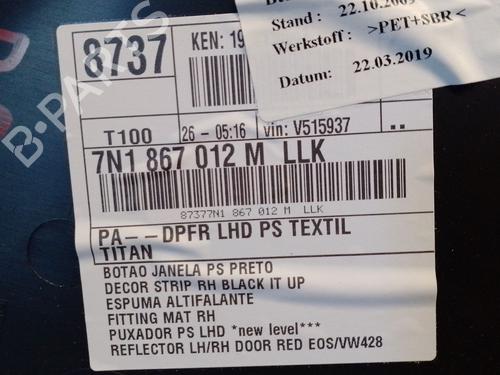 Stand : 22.10.2009
Werkstoff : >PET+SBR<
Datum: 22.03.2019
8737
KEN: 19
T100
26 - 05:16 vin: V515937
7N1 867 012 M LLK
87377N1 867 012 M LLK
PA--DPFR LHD PS TEXTIL
TITAN
BOTAO JANELA PS PRETO
DECOR STRIP RH BLACK IT UP
ESPUMA ALTIFALANTE
FITTING MAT RH
PUXADOR PS LHD *new level***
REFLECTOR LH/RH DOOR RED EOS/VW428
B-PARTS